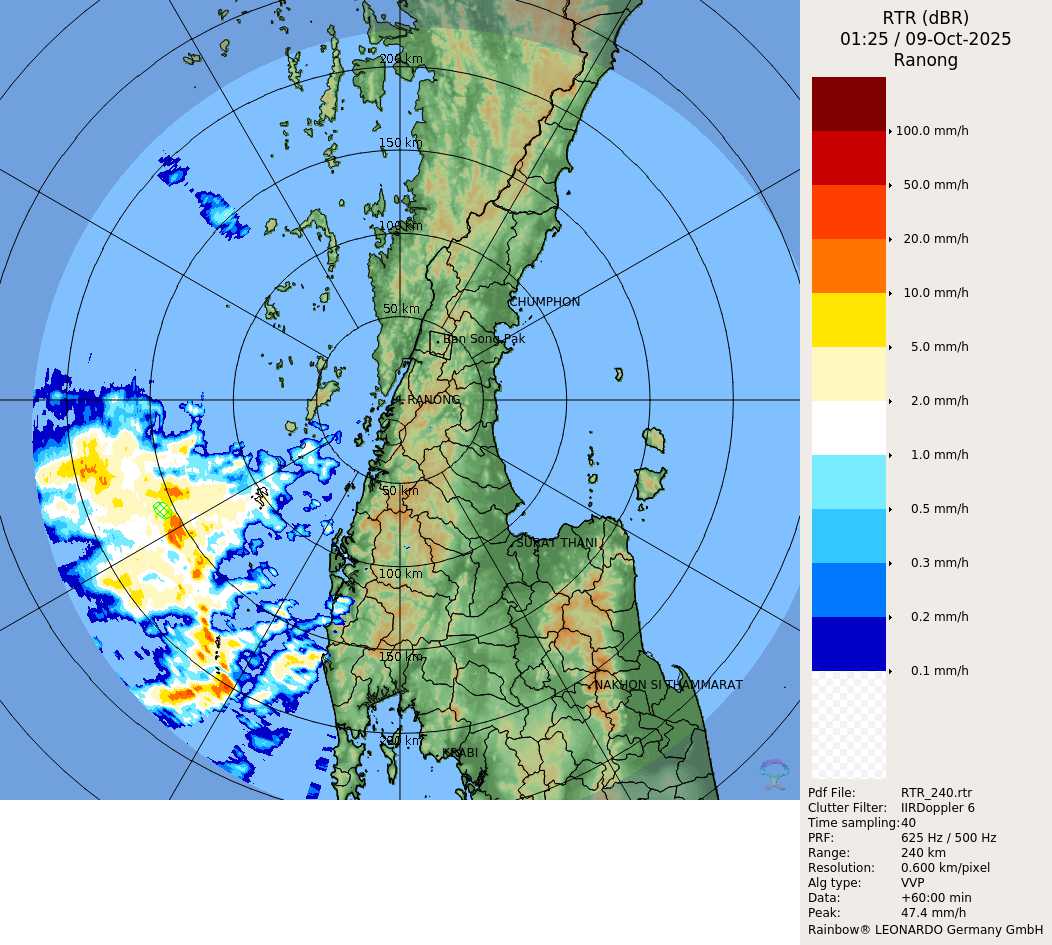 RTR (dBR)
01:25 / 09-Oct-2025
Ranong
200 km
150 km
100 km
50 km
CHUMPHON
Ban Song Pak
RANONG
50 km
SURAT THANI
100 km
150 km
NAKHON SI THAMMARAT
200 km
KRABI
100.0 mm/h
50.0 mm/h
20.0 mm/h
10.0 mm/h
5.0 mm/h
2.0 mm/h
1.0 mm/h
0.5 mm/h
0.3 mm/h
0.2 mm/h
0.1 mm/h
Pdf File: RTR_240.rtr
Clutter Filter: IIRDoppler 6
Time sampling: 40
PRF: 625 Hz / 500 Hz
Range: 240 km
Resolution: 0.600 km/pixel
Alg type: VVP
Data: +60:00 min
Peak: 47.4 mm/h
Rainbow® LEONARDO Germany GmbH